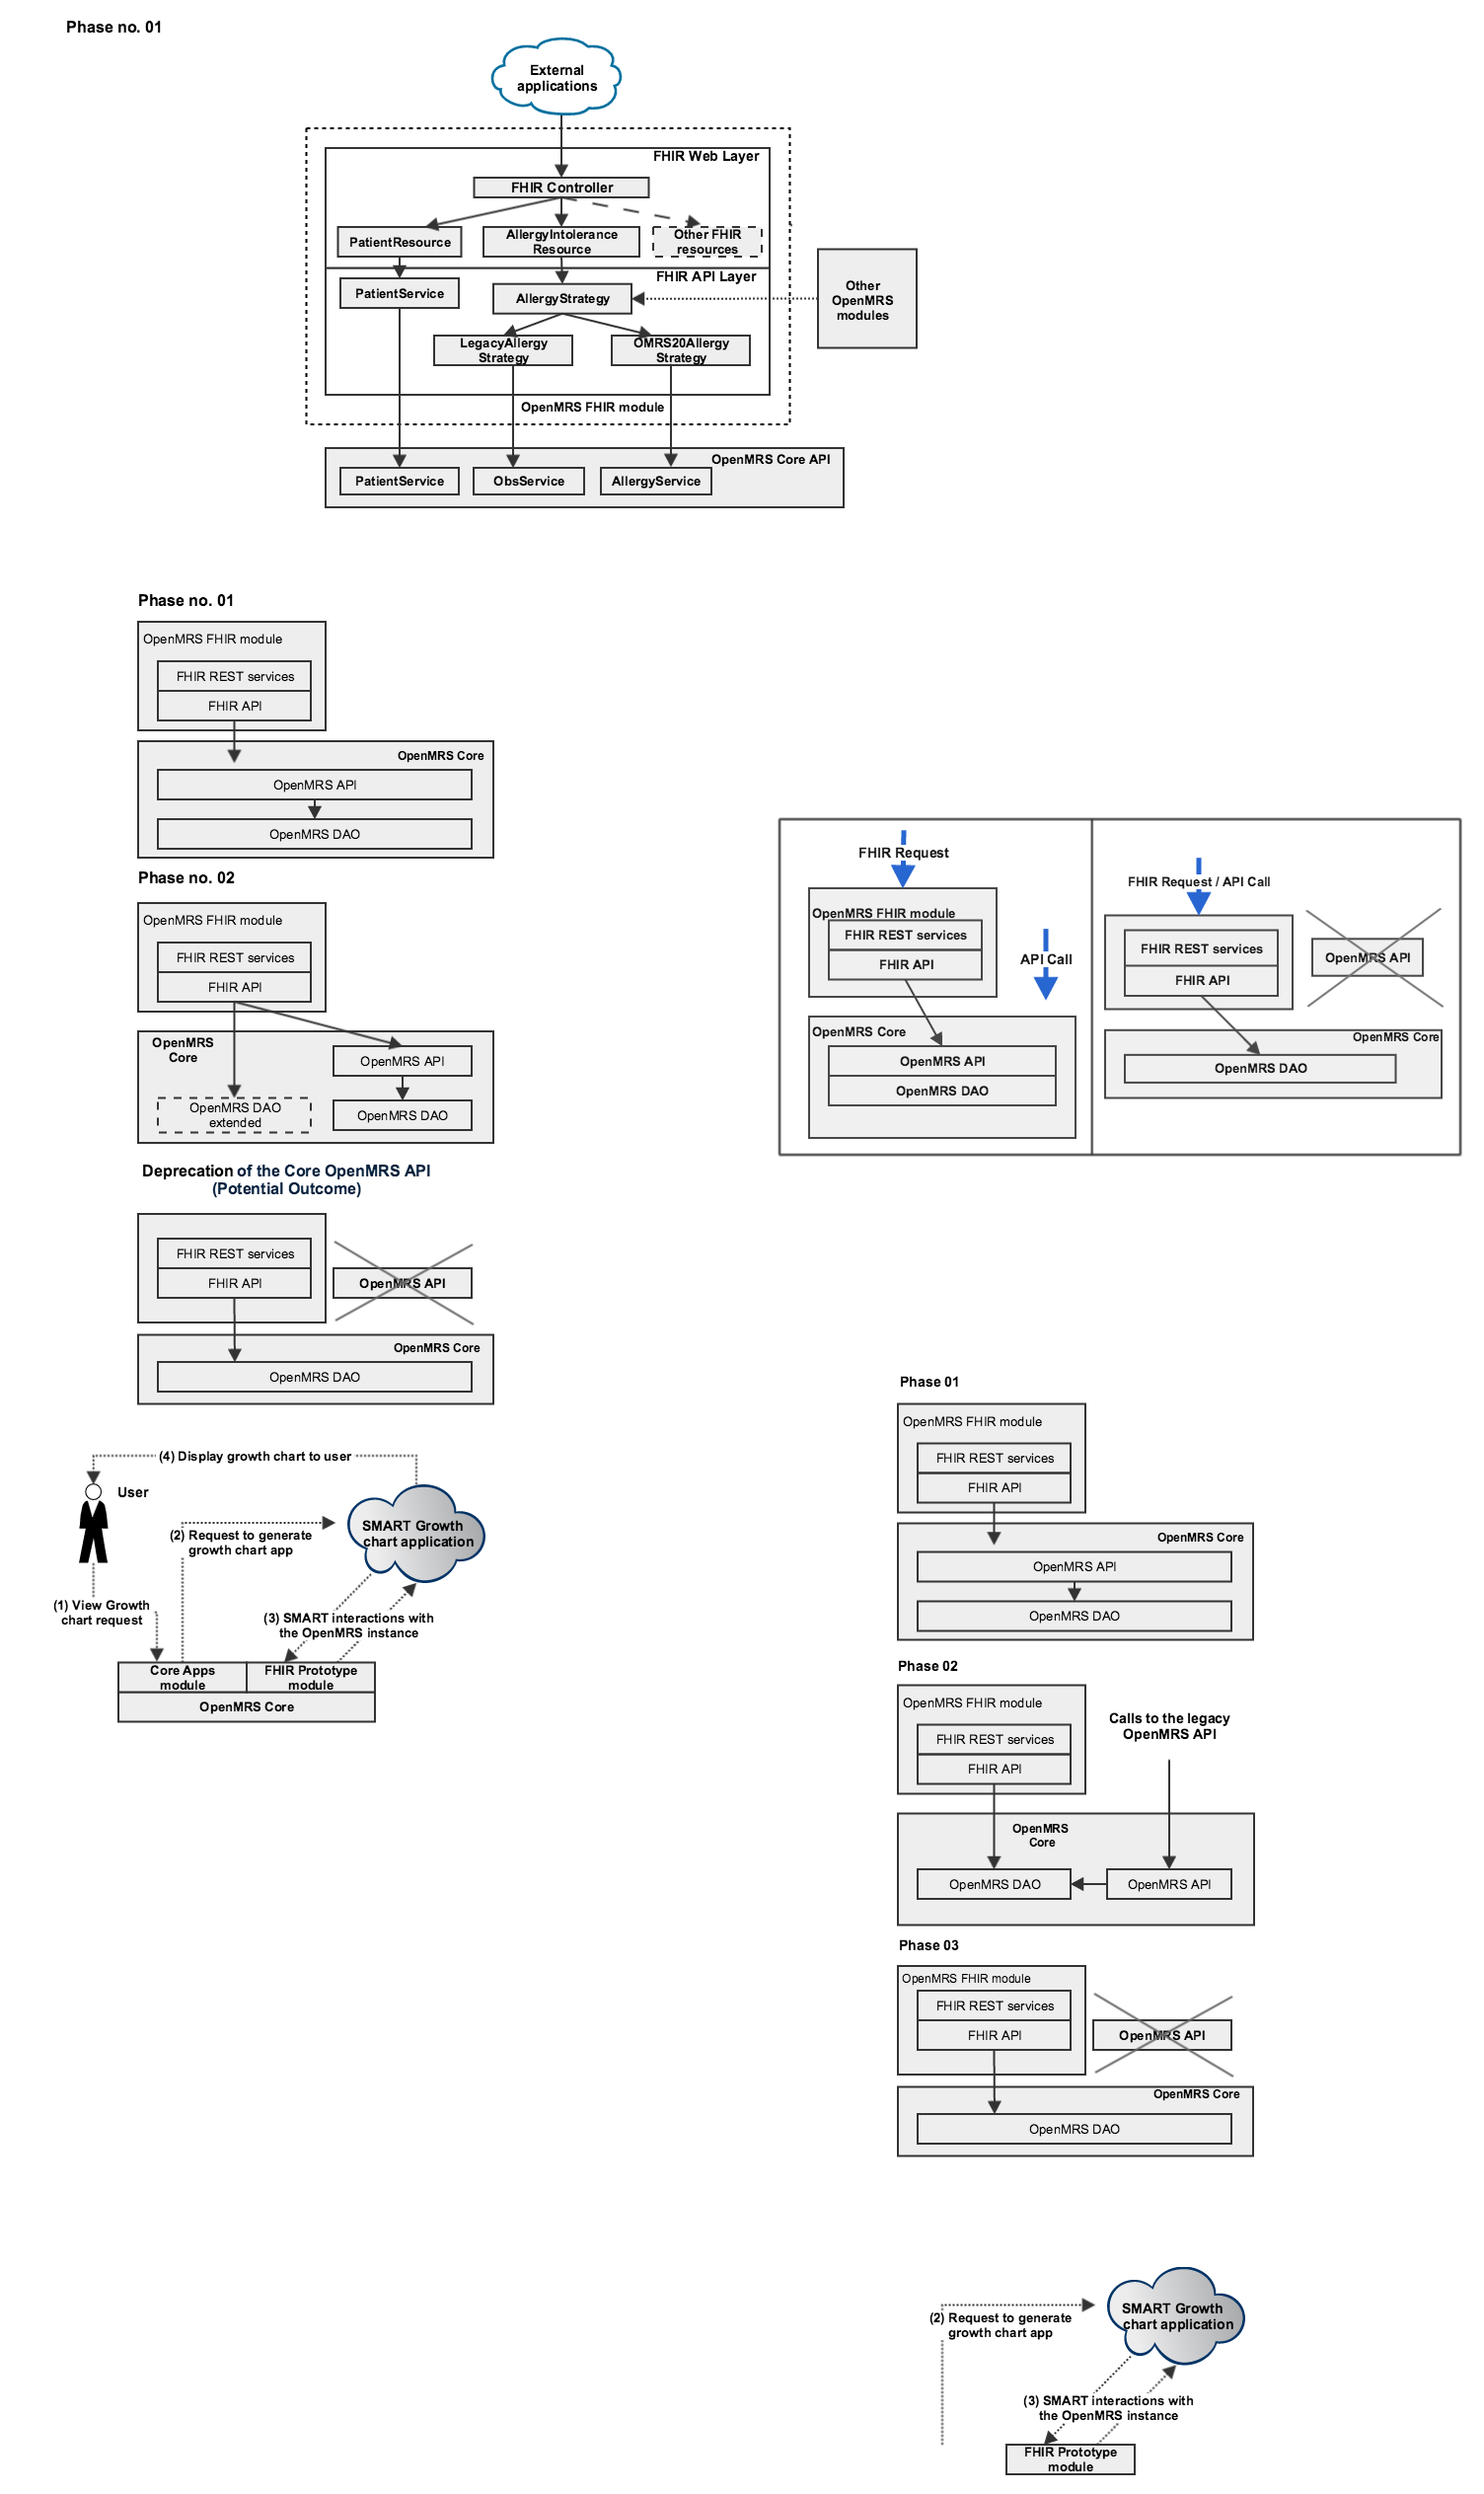 Phase no. 01
External
applications
FHIR Web Layer
FHIR Controller
PatientResource
AllergyIntolerance
Resource
Other FHIR
resources
FHIR API Layer
PatientService
AllergyStrategy
Other
OpenMRS
modules
LegacyAllergy
Strategy
OMRS20Allergy
Strategy
OpenMRS FHIR module
OpenMRS Core API
PatientService
ObsService
AllergyService
Phase no. 01
OpenMRS FHIR module
FHIR REST services
FHIR API
OpenMRS Core
OpenMRS API
OpenMRS DAO
Phase no. 02
OpenMRS FHIR module
FHIR REST services
FHIR API
OpenMRS
Core
OpenMRS API
OpenMRS DAO
extended
OpenMRS DAO
Deprecation of the Core OpenMRS API
(Potential Outcome)
FHIR REST services
FHIR API
OpenMRS API
OpenMRS Core
OpenMRS DAO
FHIR Request
OpenMRS FHIR module
FHIR REST services
FHIR API
API Call
OpenMRS Core
OpenMRS API
OpenMRS DAO
FHIR Request / API Call
FHIR REST services
FHIR API
OpenMRS API
OpenMRS Core
OpenMRS DAO
(4) Display growth chart to user
User
(2) Request to generate
growth chart app
SMART Growth
chart application
(1) View Growth
chart request
(3) SMART interactions with
the OpenMRS instance
Core Apps
module
FHIR Prototype
module
OpenMRS Core
Phase 01
OpenMRS FHIR module
FHIR REST services
FHIR API
OpenMRS Core
OpenMRS API
OpenMRS DAO
Phase 02
OpenMRS FHIR module
FHIR REST services
FHIR API
Calls to the legacy
OpenMRS API
OpenMRS
Core
OpenMRS DAO
OpenMRS API
Phase 03
OpenMRS FHIR module
FHIR REST services
FHIR API
OpenMRS API
OpenMRS Core
OpenMRS DAO
SMART Growth
chart application
(2) Request to generate
growth chart app
(3) SMART interactions with
the OpenMRS instance
FHIR Prototype
module